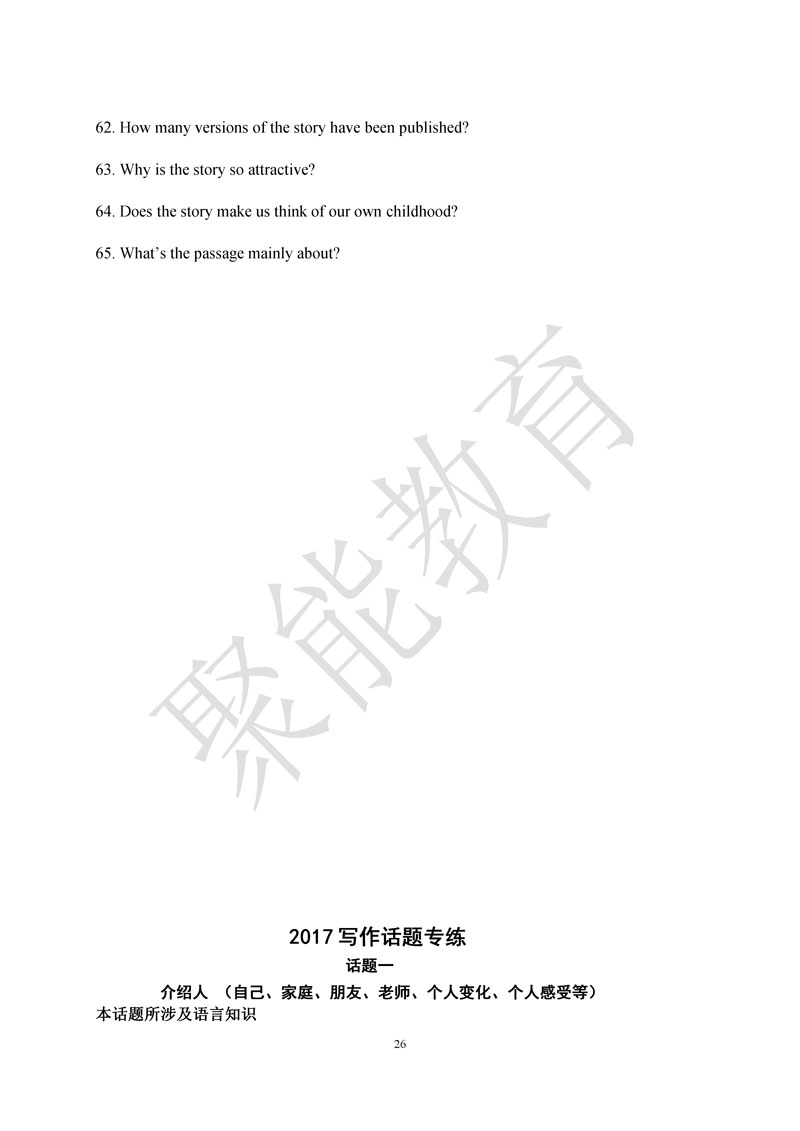 62. How many versions of the story have been published?
63. Why is the story so attractive?
64. Does the story make us think of our own childhood?
65. What’s the passage mainly about?
聚能教育
2017 写作话题专练
话题一
介绍人 （自己、家庭、朋友、老师、个人变化、个人感受等）
本话题所涉及语言知识
26